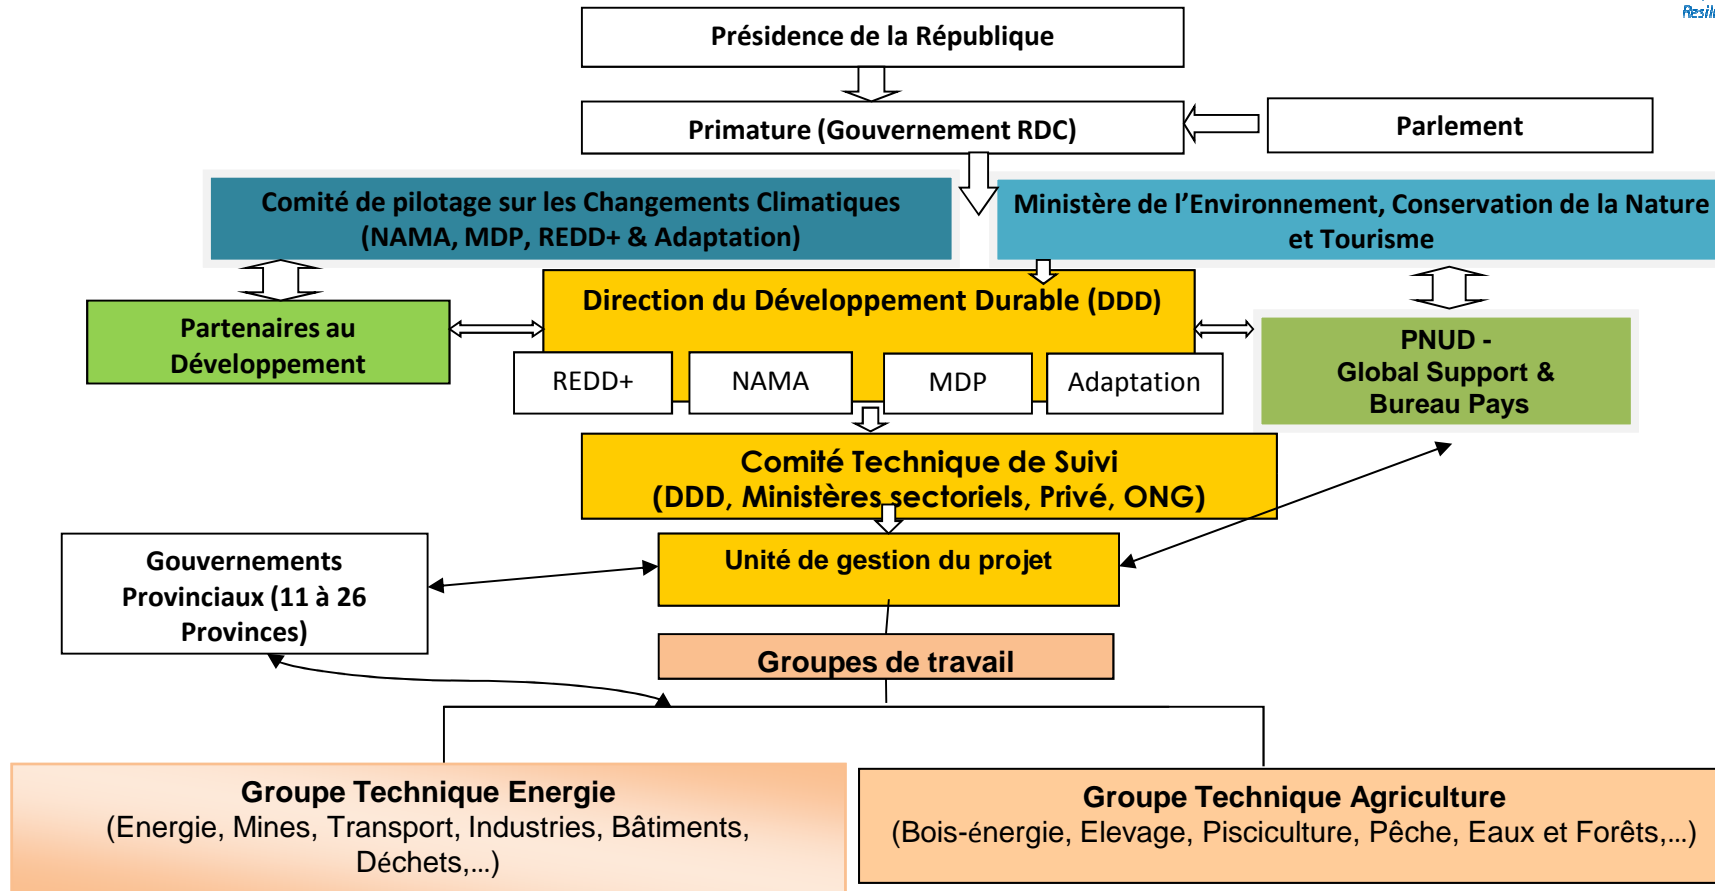 Présidence de la République
Primature (Gouvernement RDC)
Parlement
Comité de pilotage sur les Changements Climatiques
(NAMA, MDP, REDD+ & Adaptation)
Ministère de l’Environnement, Conservation de la Nature
et Tourisme
Direction du Développement Durable (DDD)
Partenaires au
Développement
PNUD -
Global Support &
Bureau Pays
REDD+
NAMA
MDP
Adaptation
Comité Technique de Suivi
(DDD, Ministères sectoriels, Privé, ONG)
Gouvernements
Provinciaux (11 à 26
Provinces)
Unité de gestion du projet
Groupes de travail
Groupe Technique Energie
(Energie, Mines, Transport, Industries, Bâtiments,
Déchets,...)
Groupe Technique Agriculture
(Bois-énergie, Elevage, Pisciculture, Pêche, Eaux et Forêts,...)